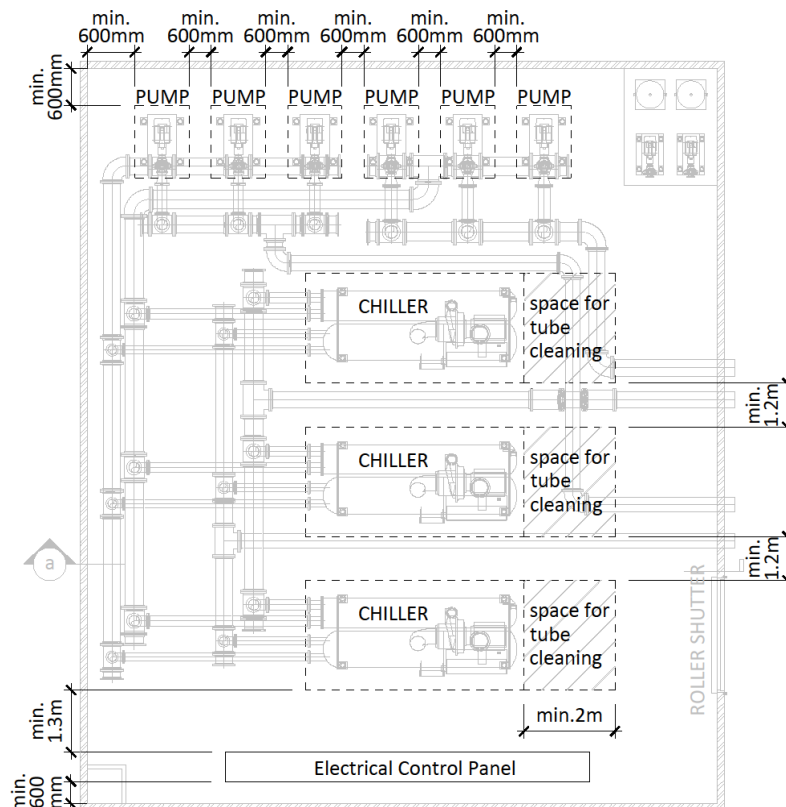 min.
600mm
min.
600mm
min.
600mm
min.
600mm
min.
600mm
min.
600mm
min.
600mm
PUMP
PUMP
PUMP
PUMP
PUMP
PUMP
CHILLER
space for
tube
cleaning
min.
1.2m
CHILLER
space for
tube
cleaning
min.
1.2m
a
CHILLER
space for
tube
cleaning
ROLLER SHUTTER
min.
1.3m
min.2m
Electrical Control Panel
min.
600
mm